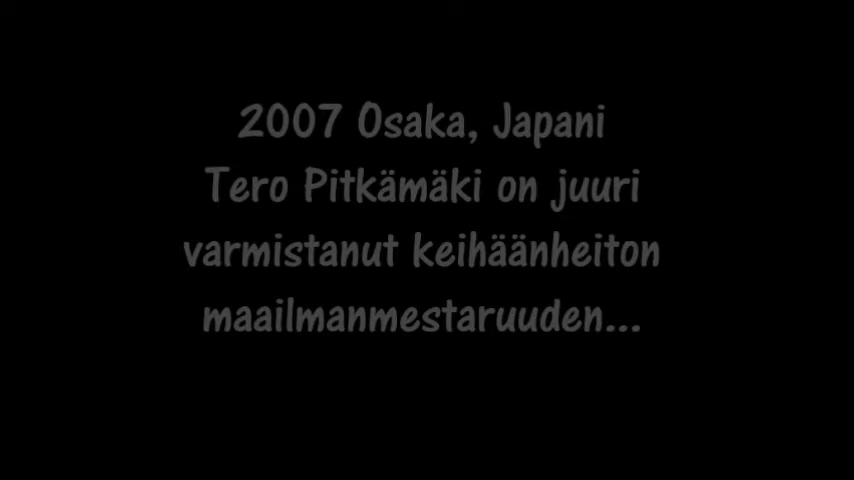 2007 Osaka, Japani
Tero Pitkämäki on juuri
varmistanut keihäänheiton
maailmanmestaruuden...